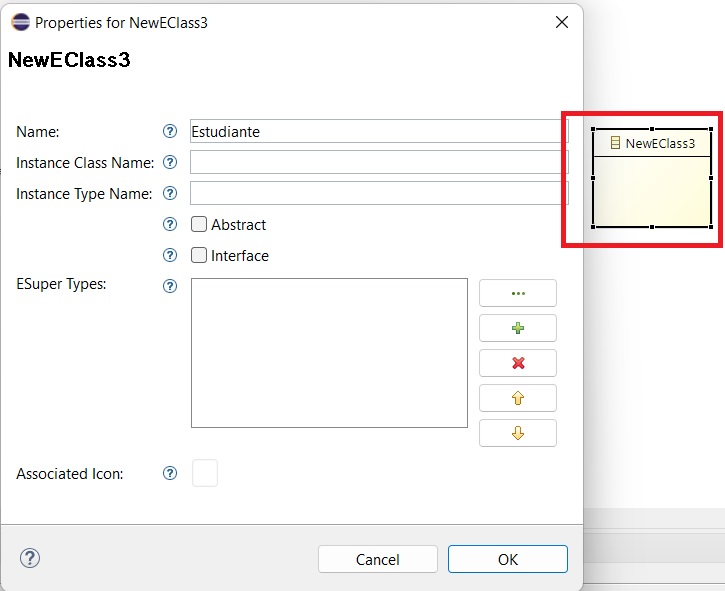 Properties for NewEClass3
NewEClass3
Name:
Estudiante
Instance Class Name:
Instance Type Name:
Abstract
Interface
ESuper Types:
Associated Icon:
Cancel
OK
NewEClass3